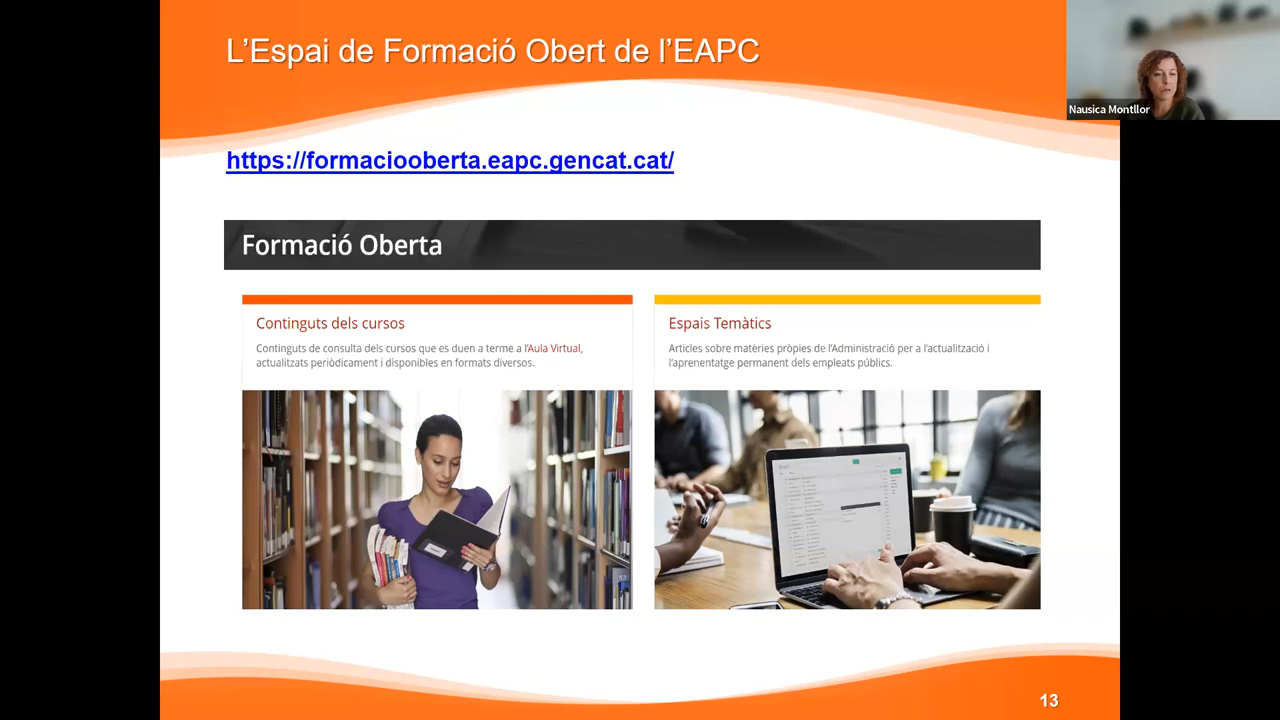 L'Espai de Formació Obert de l'EAPC
Nausica Montllor
https://formaciooberta.eapc.gencat.cat/
Formació Oberta
Continguts dels cursos
Continguts de consulta dels cursos que es duen a terme a l'Aula Virtual,
actualitzats periòdicament i disponibles en formats diversos.
Espais Temàtics
Articles sobre matèries pròpies de l'Administració per a l'actualització i
l'aprenentatge permanent dels empleats públics.
13